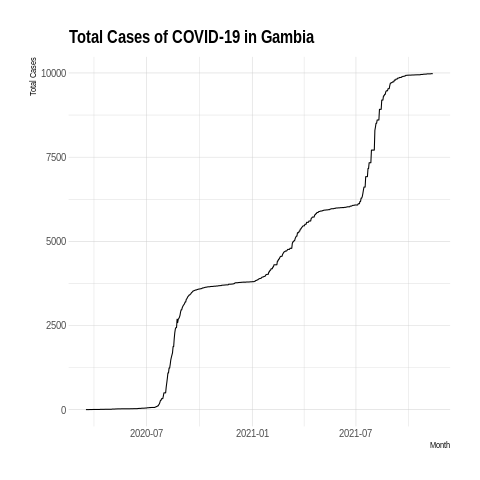 Total Cases of COVID-19 in Gambia
Total Cases
10000
7500
5000
2500
0
2020-07
2021-01
2021-07
Month